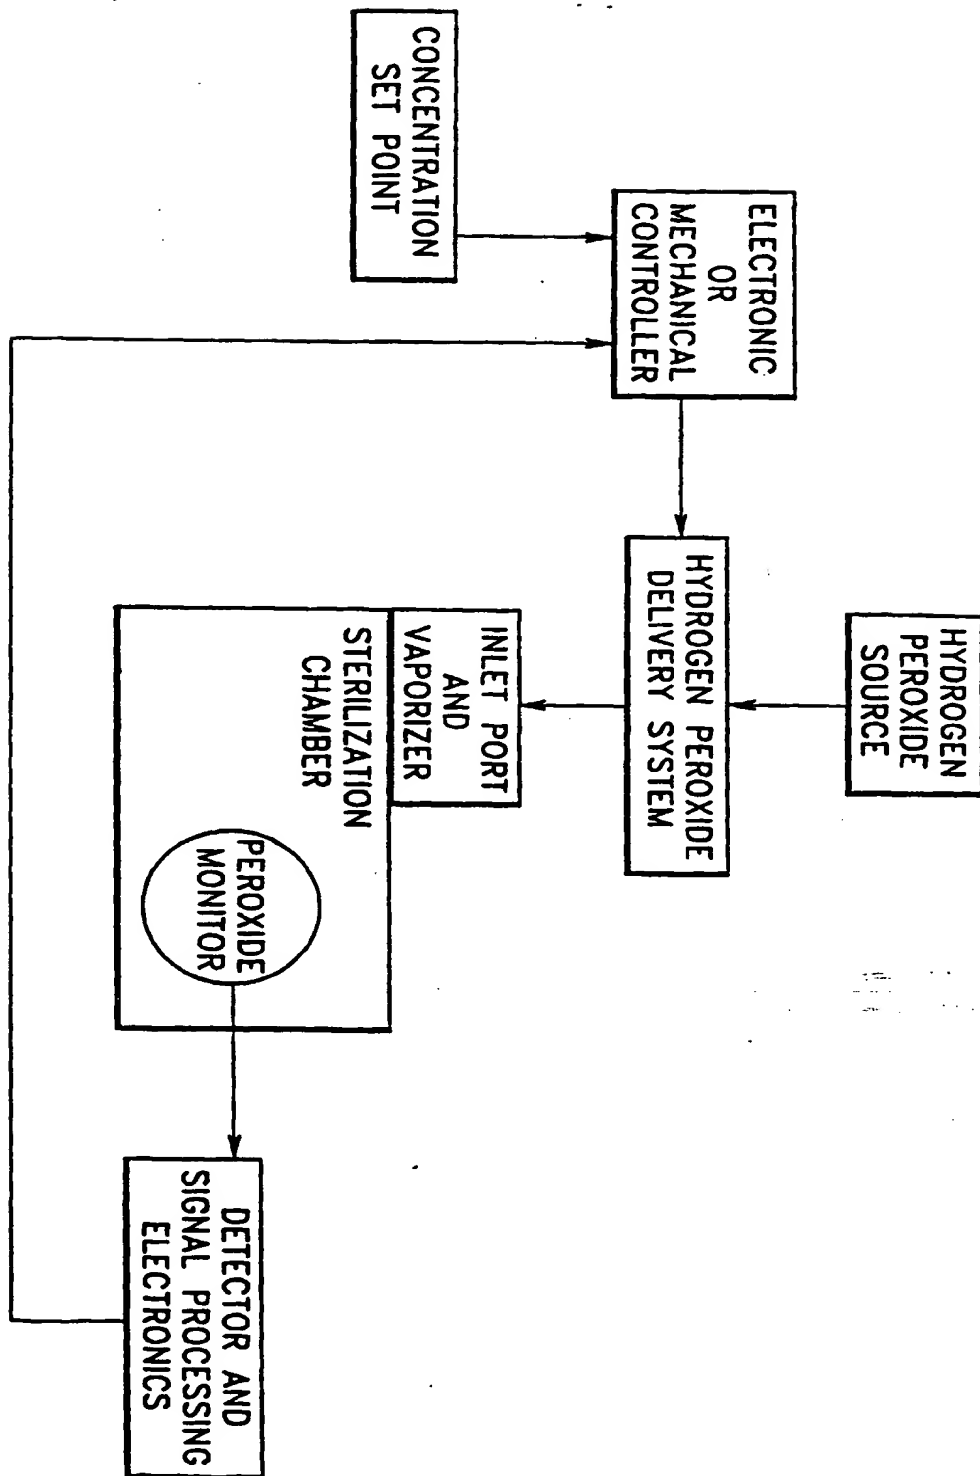 HYDROGEN
PEROXIDE
SOURCE
ELECTRONIC
OR
MECHANICAL
CONTROLLER
HYDROGEN PEROXIDE
DELIVERY SYSTEM
CONCENTRATION
SET POINT
INLET PORT
AND
VAPORIZER
STERILIZATION
CHAMBER
PEROXIDE
MONITOR
DETECTOR AND
SIGNAL PROCESSING
ELECTRONICS